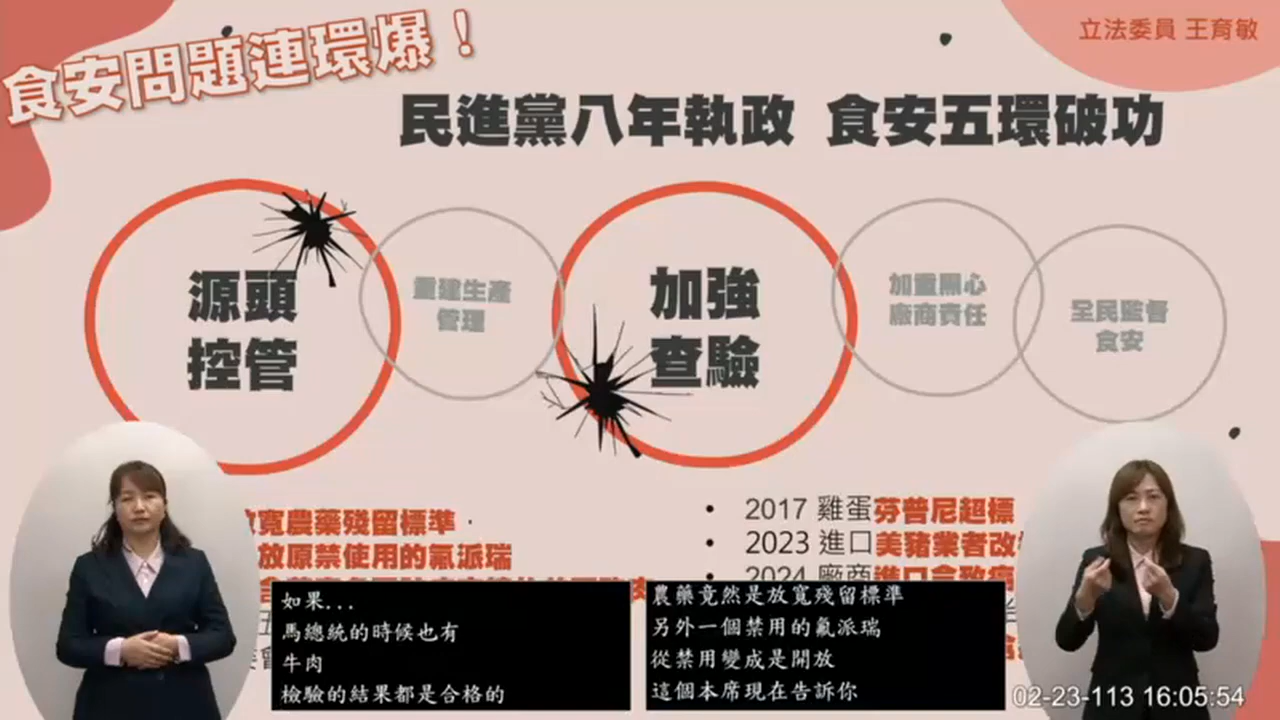 食安問題連環爆！
立法委員 王育敏
民進黨八年執政 食安五環破功
源頭
控管
重建生產
管理
加強
查驗
加重關心
廠商責任
全民監督
食安
寬農藥殘留標準
放原禁使用的氟派瑞
• 2017 雞蛋芬普尼超標
• 2023 進口美豬業者改
• 2024 廠商進口含致癌
如果...
馬總統的時候也有
牛肉
檢驗的結果都是合格的
農藥竟然是放寬殘留標準
另外一個禁用的氟派瑞
從禁用變成是開放
這個本席現在告訴你
02-23-113 16:05:54